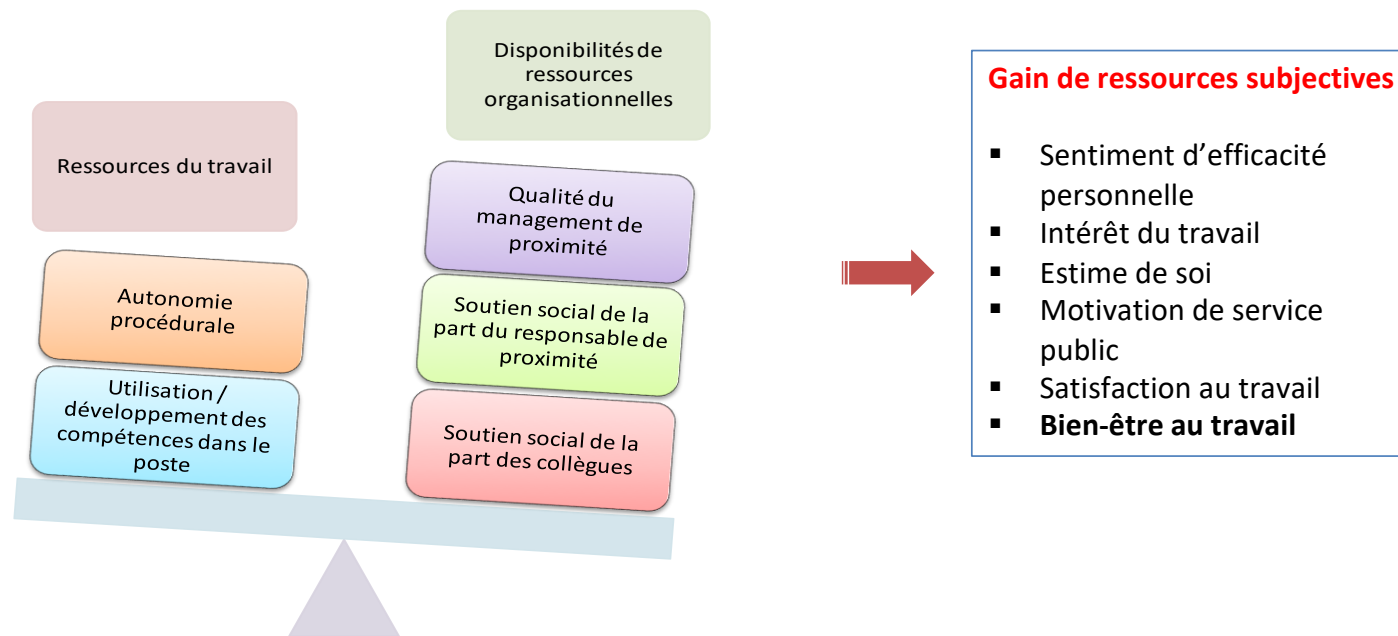 Ressources du travail
Autonomie
procédurale
Utilisation /
développement des
compétences dans le
poste
Disponibilités de
ressources
organisationnelles
Qualité du
management de
proximité
Soutien social de la
part du responsable de
proximité
Soutien social de la
part des collègues
Gain de ressources subjectives
▪ Sentiment d’efficacité
personnelle
▪ Intérêt du travail
▪ Estime de soi
▪ Motivation de service
public
▪ Satisfaction au travail
▪ Bien-être au travail